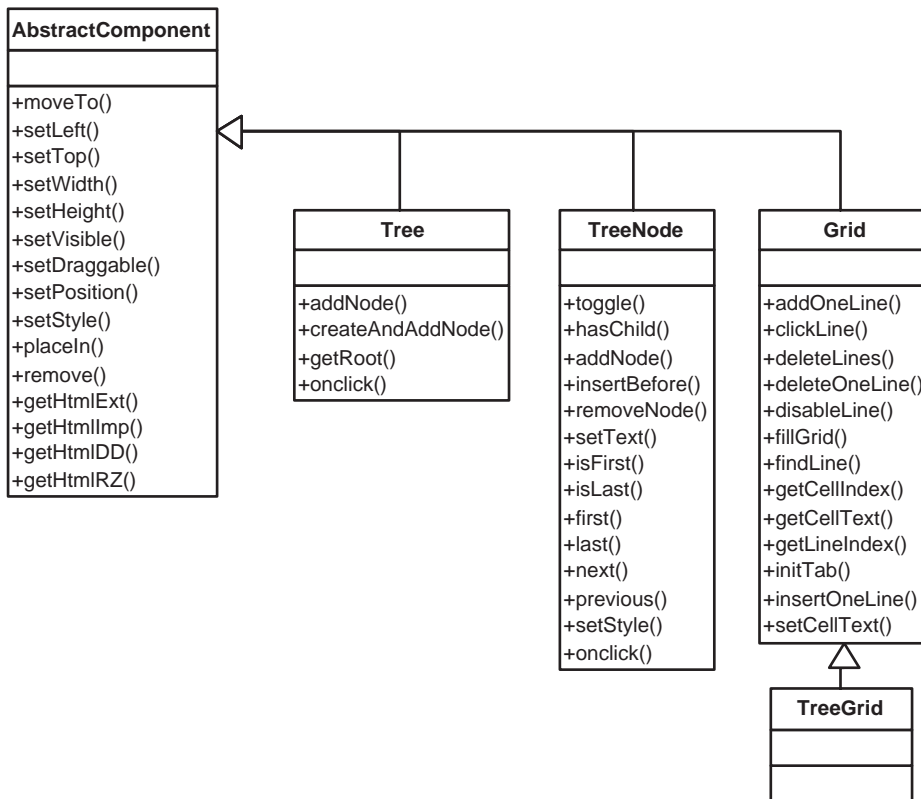 AbstractComponent
+moveTo()
+setLeft()
+setTop()
+setWidth()
+setHeight()
+setVisible()
+setDraggable()
+setPosition()
+setStyle()
+placeIn()
+remove()
+getHtmlExt()
+getHtmlImp()
+getHtmlDD()
+getHtmlRZ()
Tree
+addNode()
+createAndAddNode()
+getRoot()
+onclick()
TreeNode
+toggle()
+hasChild()
+addNode()
+insertBefore()
+removeNode()
+setText()
+isFirst()
+isLast()
+first()
+last()
+next()
+previous()
+setStyle()
+onclick()
Grid
+addOneLine()
+clickLine()
+deleteLines()
+deleteOneLine()
+disableLine()
+fillGrid()
+findLine()
+getCellIndex()
+getCellText()
+getLineIndex()
+initTab()
+insertOneLine()
+setCellText()
TreeGrid